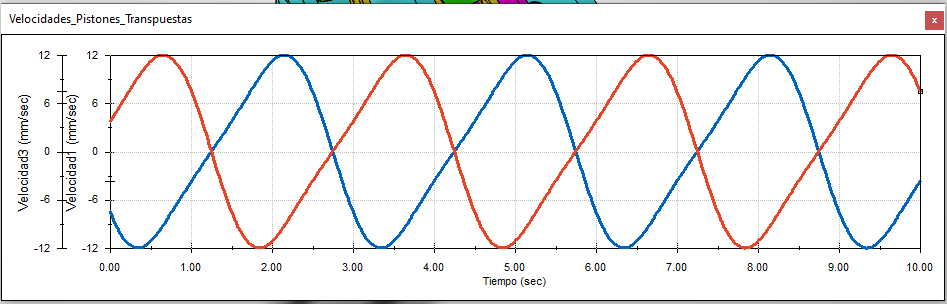 Velocidades_Pistones_Transpuestas
x
Velocidad3 (mm/sec)
12
6
0
-6
-12
Velocidad1 (mm/sec)
12
6
0
-6
-12
0.00 1.00 2.00 3.00 4.00 5.00 6.00 7.00 8.00 9.00 10.00
Tiempo (sec)